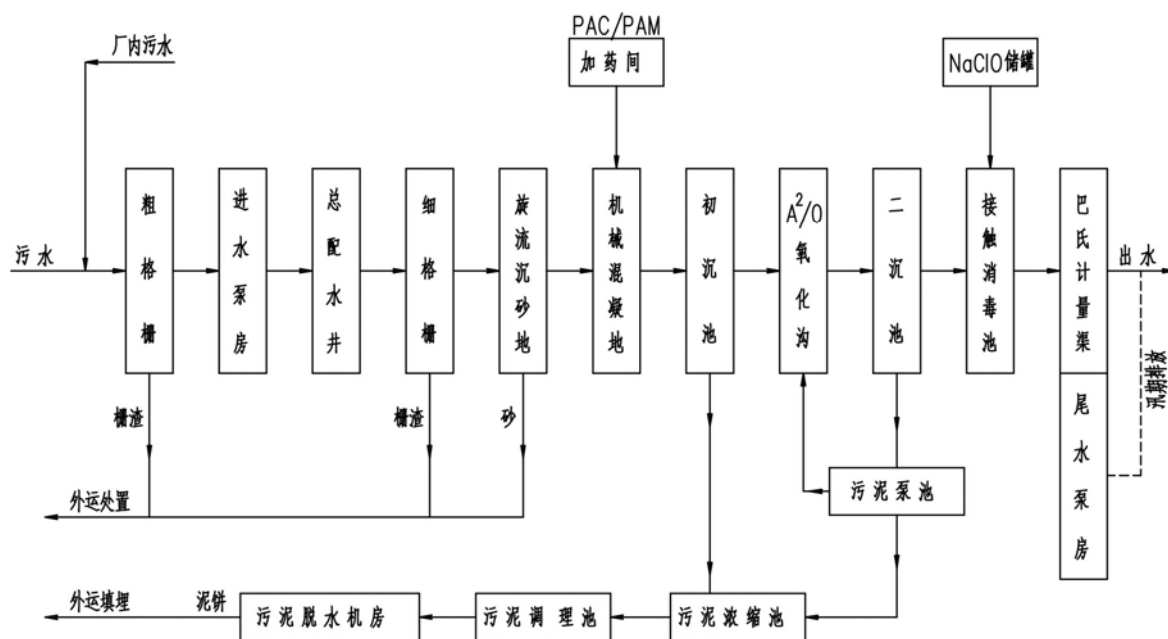 PAC/PAM
厂内污水
加药间
NaClO储罐
污水
粗格栅
进水泵房
总配水井
细格栅
旋流沉砂地
机械混凝地
初沉池
A²/O氧化沟
二沉池
接触消毒池
巴氏计量渠
出水
汛期排放
栅渣
栅渣
砂
尾水泵房
污泥泵池
外运处置
外运填埋
泥饼
污泥脱水机房
污泥调理池
污泥浓缩池